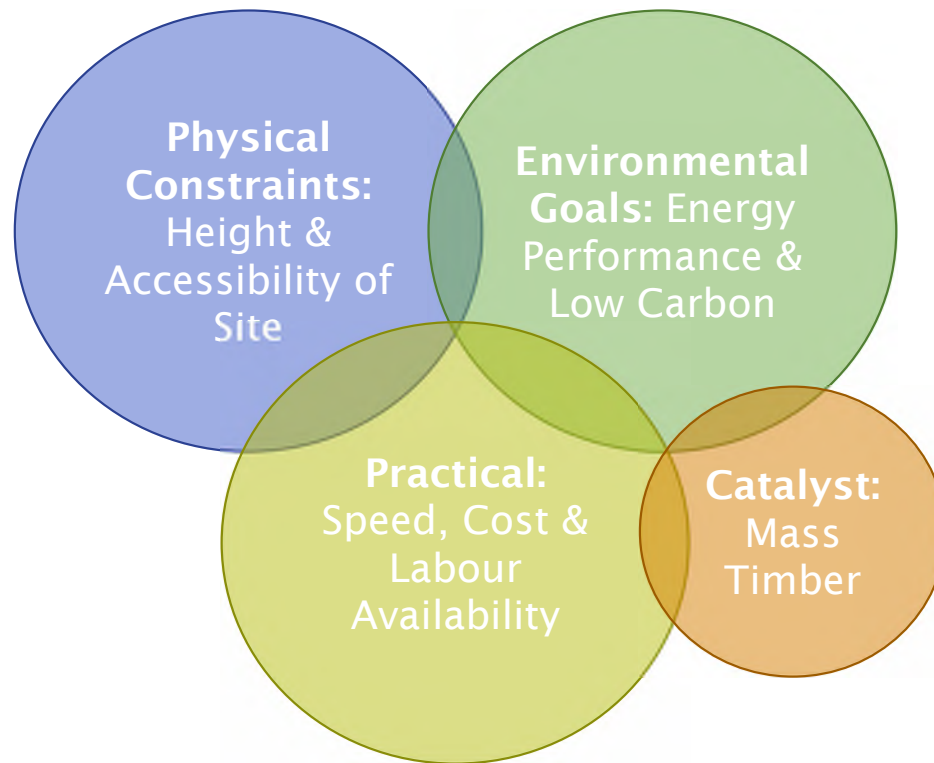 Physical
Constraints:
Height &
Accessibility of
Site
Environmental
Goals: Energy
Performance &
Low Carbon
Practical:
Speed, Cost &
Labour
Availability
Catalyst:
Mass
Timber